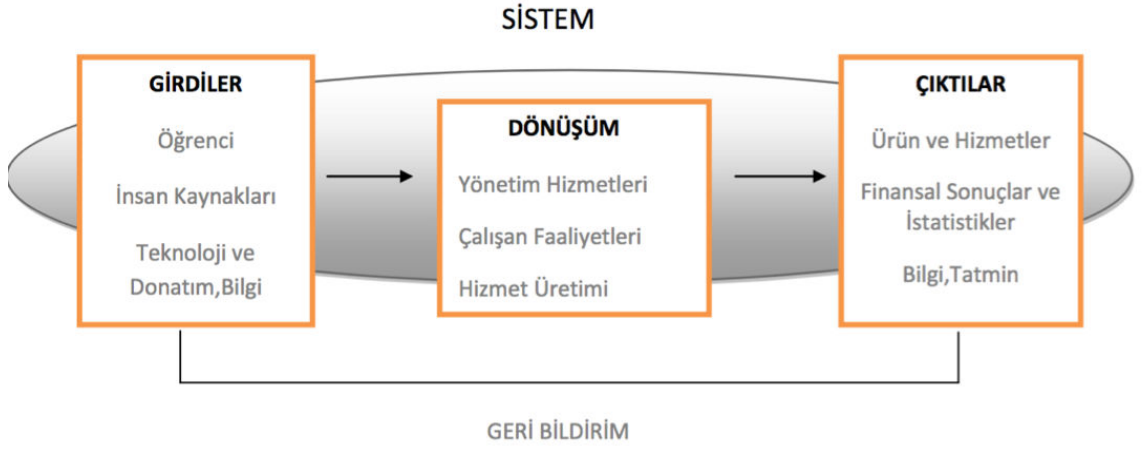 SİSTEM
GİRDİLER
Öğrenci
İnsan Kaynakları
Teknoloji ve
Donatım,Bilgi
DÖNÜŞÜM
Yönetim Hizmetleri
Çalışan Faaliyetleri
Hizmet Üretimi
ÇIKTILAR
Ürün ve Hizmetler
Finansal Sonuçlar ve
İstatistikler
Bilgi,Tatmin
GERİ BİLDİRİM